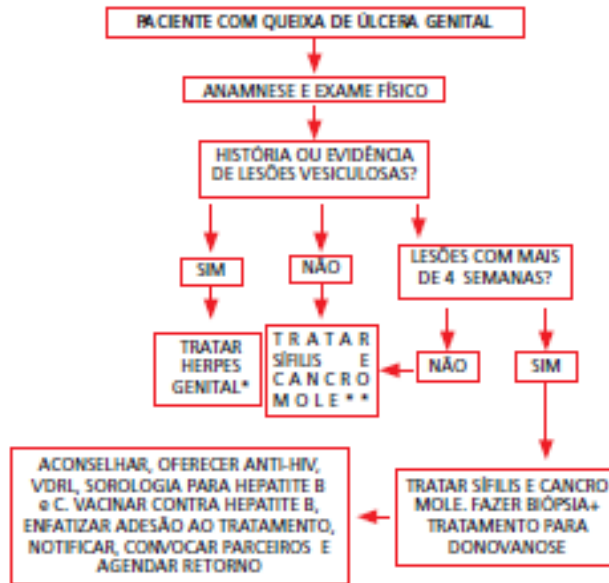 PACIENTE COM QUEIXA DE ÚLCERA GENITAL
ANAMNESE E EXAME FÍSICO
HISTÓRIA OU EVIDÊNCIA
DE LESÕES VESICULOSAS?
SIM
NÃO
LESÕES COM MAIS
DE 4 SEMANAS?
TRATAR
HERPES
GENITAL*
TRATAR
SÍFILIS E
CANCRO
MOLE**
NÃO
SIM
ACONSELHAR, OFERECER ANTI-HIV,
VDRL, SOROLOGIA PARA HEPATITE B
e C. VACINAR CONTRA HEPATITE B,
ENFATIZAR ADESÃO AO TRATAMENTO,
NOTIFICAR, CONVOCAR PARCEIROS E
AGENDAR RETORNO
TRATAR SÍFILIS E CANCRO
MOLE. FAZER BIÓPSIA+
TRATAMENTO PARA
DONOVANOSE